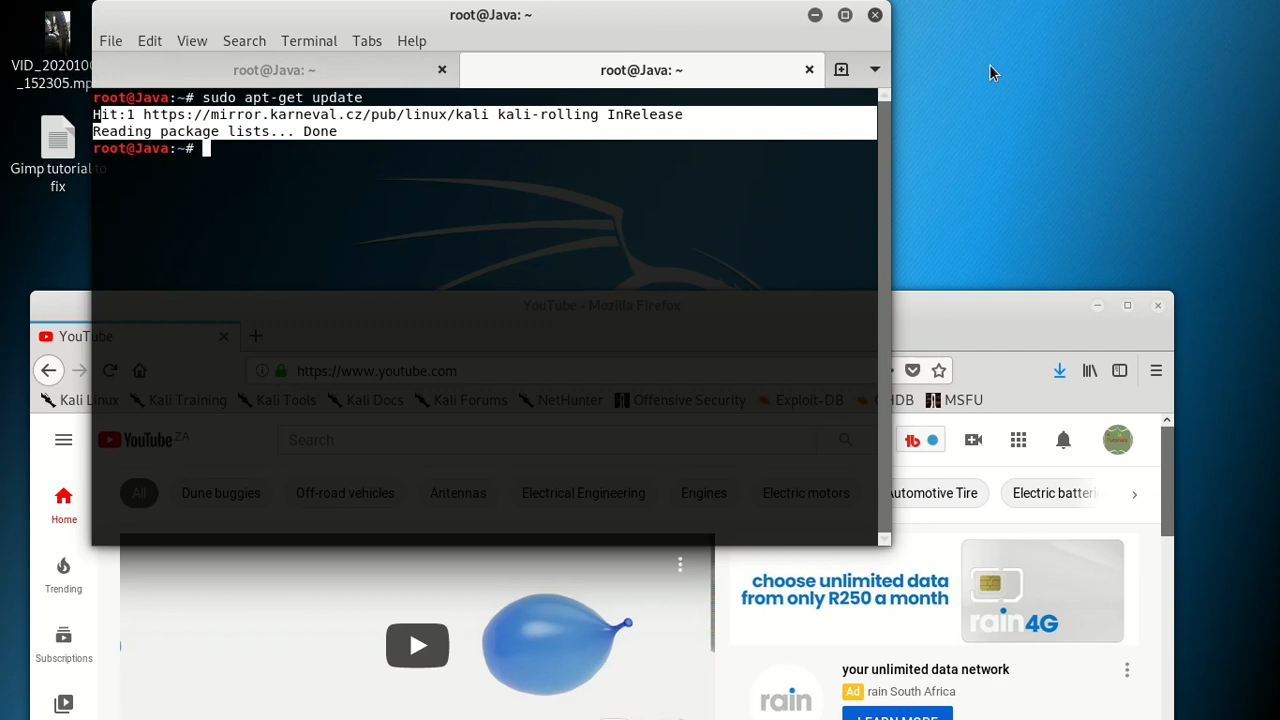 root@Java: ~
File Edit View Search Terminal Tabs Help
root@Java: ~ root@Java: ~
root@Java:~# sudo apt-get update
Hit:1 https://mirror.karneval.cz/pub/linux/kali kali-rolling InRelease
Reading package lists... Done
root@Java:~#
VID_2020100
_152305.mp
Gimp tutorial to
fix
YouTube - Mozilla Firefox
YouTube
https://www.youtube.com
Kali Linux Kali Training Kali Tools Kali Docs Kali Forums NetHunter Offensive Security Exploit-DB GHDB MSFU
YouTube ZA
Search
All Dune buggies Off-road vehicles Antennas Electrical Engineering Engines Electric motors Automotive Tire Electric batteri
Home
Trending
Subscriptions
choose unlimited data
from only R250 a month
rain4G
rain
your unlimited data network
Ad rain South Africa
LEARN MORE